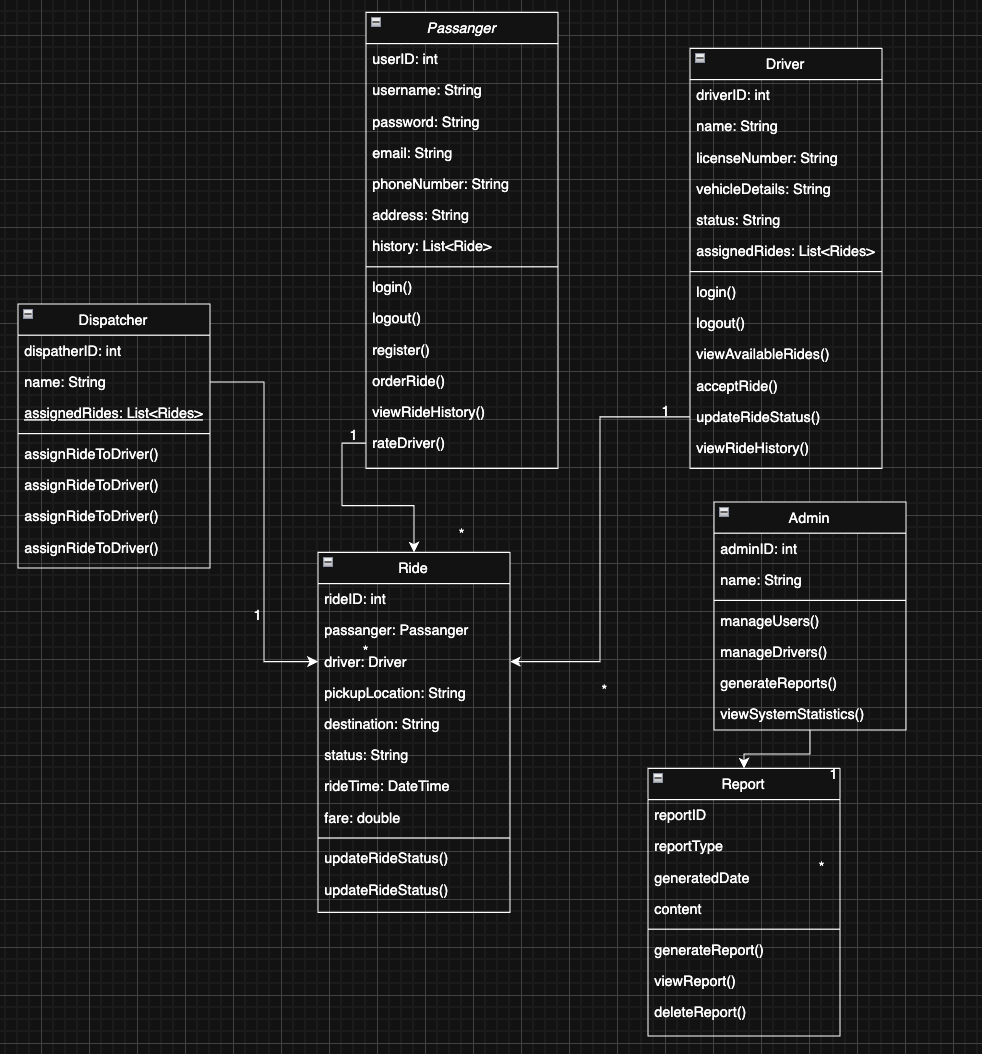 Passanger
userID: int
username: String
password: String
email: String
phoneNumber: String
address: String
history: List<Ride>
login()
logout()
register()
orderRide()
viewRideHistory()
rateDriver()
1
Driver
driverID: int
name: String
licenseNumber: String
vehicleDetails: String
status: String
assignedRides: List<Rides>
login()
logout()
viewAvailableRides()
acceptRide()
updateRideStatus()
viewRideHistory()
1
Dispatcher
dispatherID: int
name: String
assignedRides: List<Rides>
assignRideToDriver()
assignRideToDriver()
assignRideToDriver()
assignRideToDriver()
1
*
Ride
rideID: int
passanger: Passanger
*
driver: Driver
pickupLocation: String
destination: String
status: String
rideTime: DateTime
fare: double
updateRideStatus()
updateRideStatus()
*
Admin
adminID: int
name: String
manageUsers()
manageDrivers()
generateReports()
viewSystemStatistics()
1
Report
reportID
reportType
*
generatedDate
content
generateReport()
viewReport()
deleteReport()